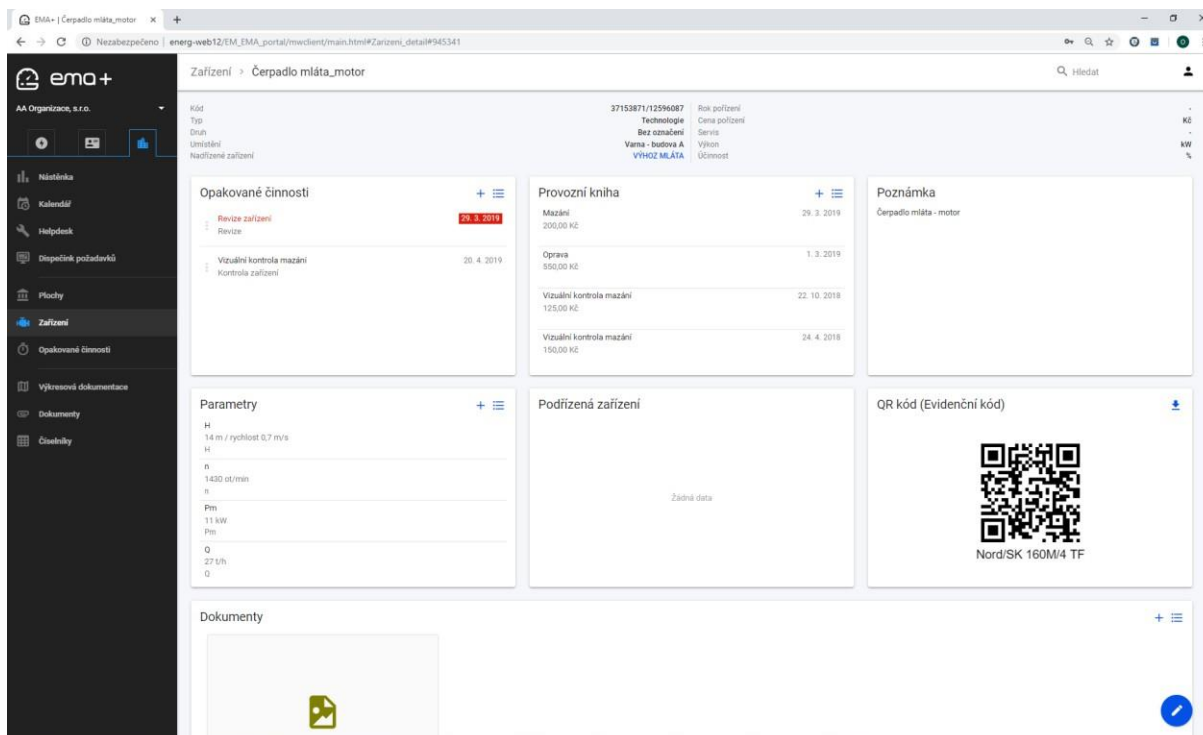 EMA+ | Čerpadlo mláta_motor
Nezabezpečeno | energ-web12/EM_EMA_portal/mwclient/main.html#Zarizeni_detail#945341
ema+
Zařízení > Čerpadlo mláta_motor
Hledat
AA Organizace, s.r.o.
Nástěnka
Kalendář
Helpdesk
Dispečink požadavků
Plochy
Zařízení
Opakované činnosti
Výkresová dokumentace
Dokumenty
Číselníky
Kód 37153871/12596087
Typ Technologie
Druh Bez označení
Umístění Varna - budova A
Nadřízené zařízení VÝHOZ MLÁTA
Rok pořízení -
Cena pořízení Kč
Servis -
Výkon kW
Účinnost %
Opakované činnosti
Revize zařízení 29. 3. 2019
Revize
Vizuální kontrola mazání 20. 4. 2019
Kontrola zařízení
Provozní kniha
Mazání 29. 3. 2019
200,00 Kč
Oprava 1. 3. 2019
550,00 Kč
Vizuální kontrola mazání 22. 10. 2018
125,00 Kč
Vizuální kontrola mazání 24. 4. 2018
150,00 Kč
Poznámka
Čerpadlo mláta - motor
Parametry
H
14 m / rychlost 0,7 m/s
H
n
1430 ot/min
n
Pm
11 kW
Pm
Q
27 t/h
Q
Podřízená zařízení
Žádná data
QR kód (Evidenční kód)
Nord/SK 160M/4 TF
Dokumenty